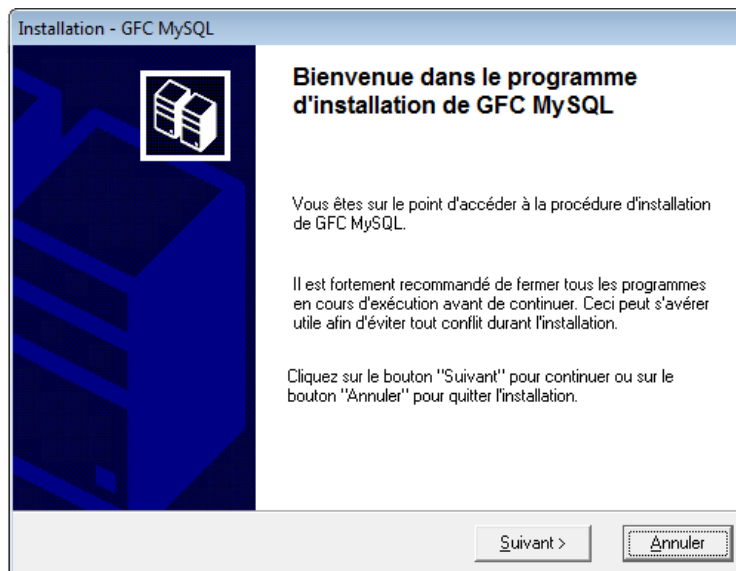 Installation - GFC MySQL
Bienvenue dans le programme
d'installation de GFC MySQL
Vous êtes sur le point d'accéder à la procédure d'installation
de GFC MySQL.
Il est fortement recommandé de fermer tous les programmes
en cours d'exécution avant de continuer. Ceci peut s'avérer
utile afin d'éviter tout conflit durant l'installation.
Cliquez sur le bouton "Suivant" pour continuer ou sur le
bouton "Annuler" pour quitter l'installation.
Suivant >
Annuler